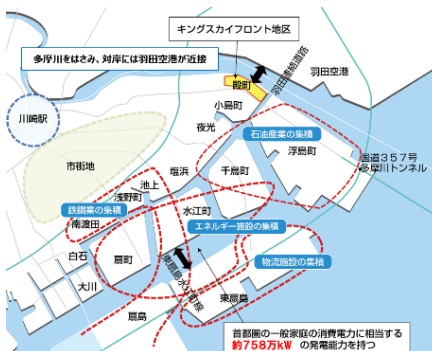 キングスカイフロント地区
多摩川をはさみ、対岸には羽田空港が近接
羽田連絡道路
羽田空港
殿町
小島町
川崎駅
夜光
石油産業の集積
浮島町
国道357号
多摩川トンネル
市街地
塩浜
千鳥町
池上
浅野町
鉄鋼業の集積
水江町
南渡田
エネルギー施設の集積
白石
扇町
東扇島水江町線
物流施設の集積
大川
東扇島
扇島
首都圏の一般家庭の消費電力に相当する
約758万kW の発電能力を持つ